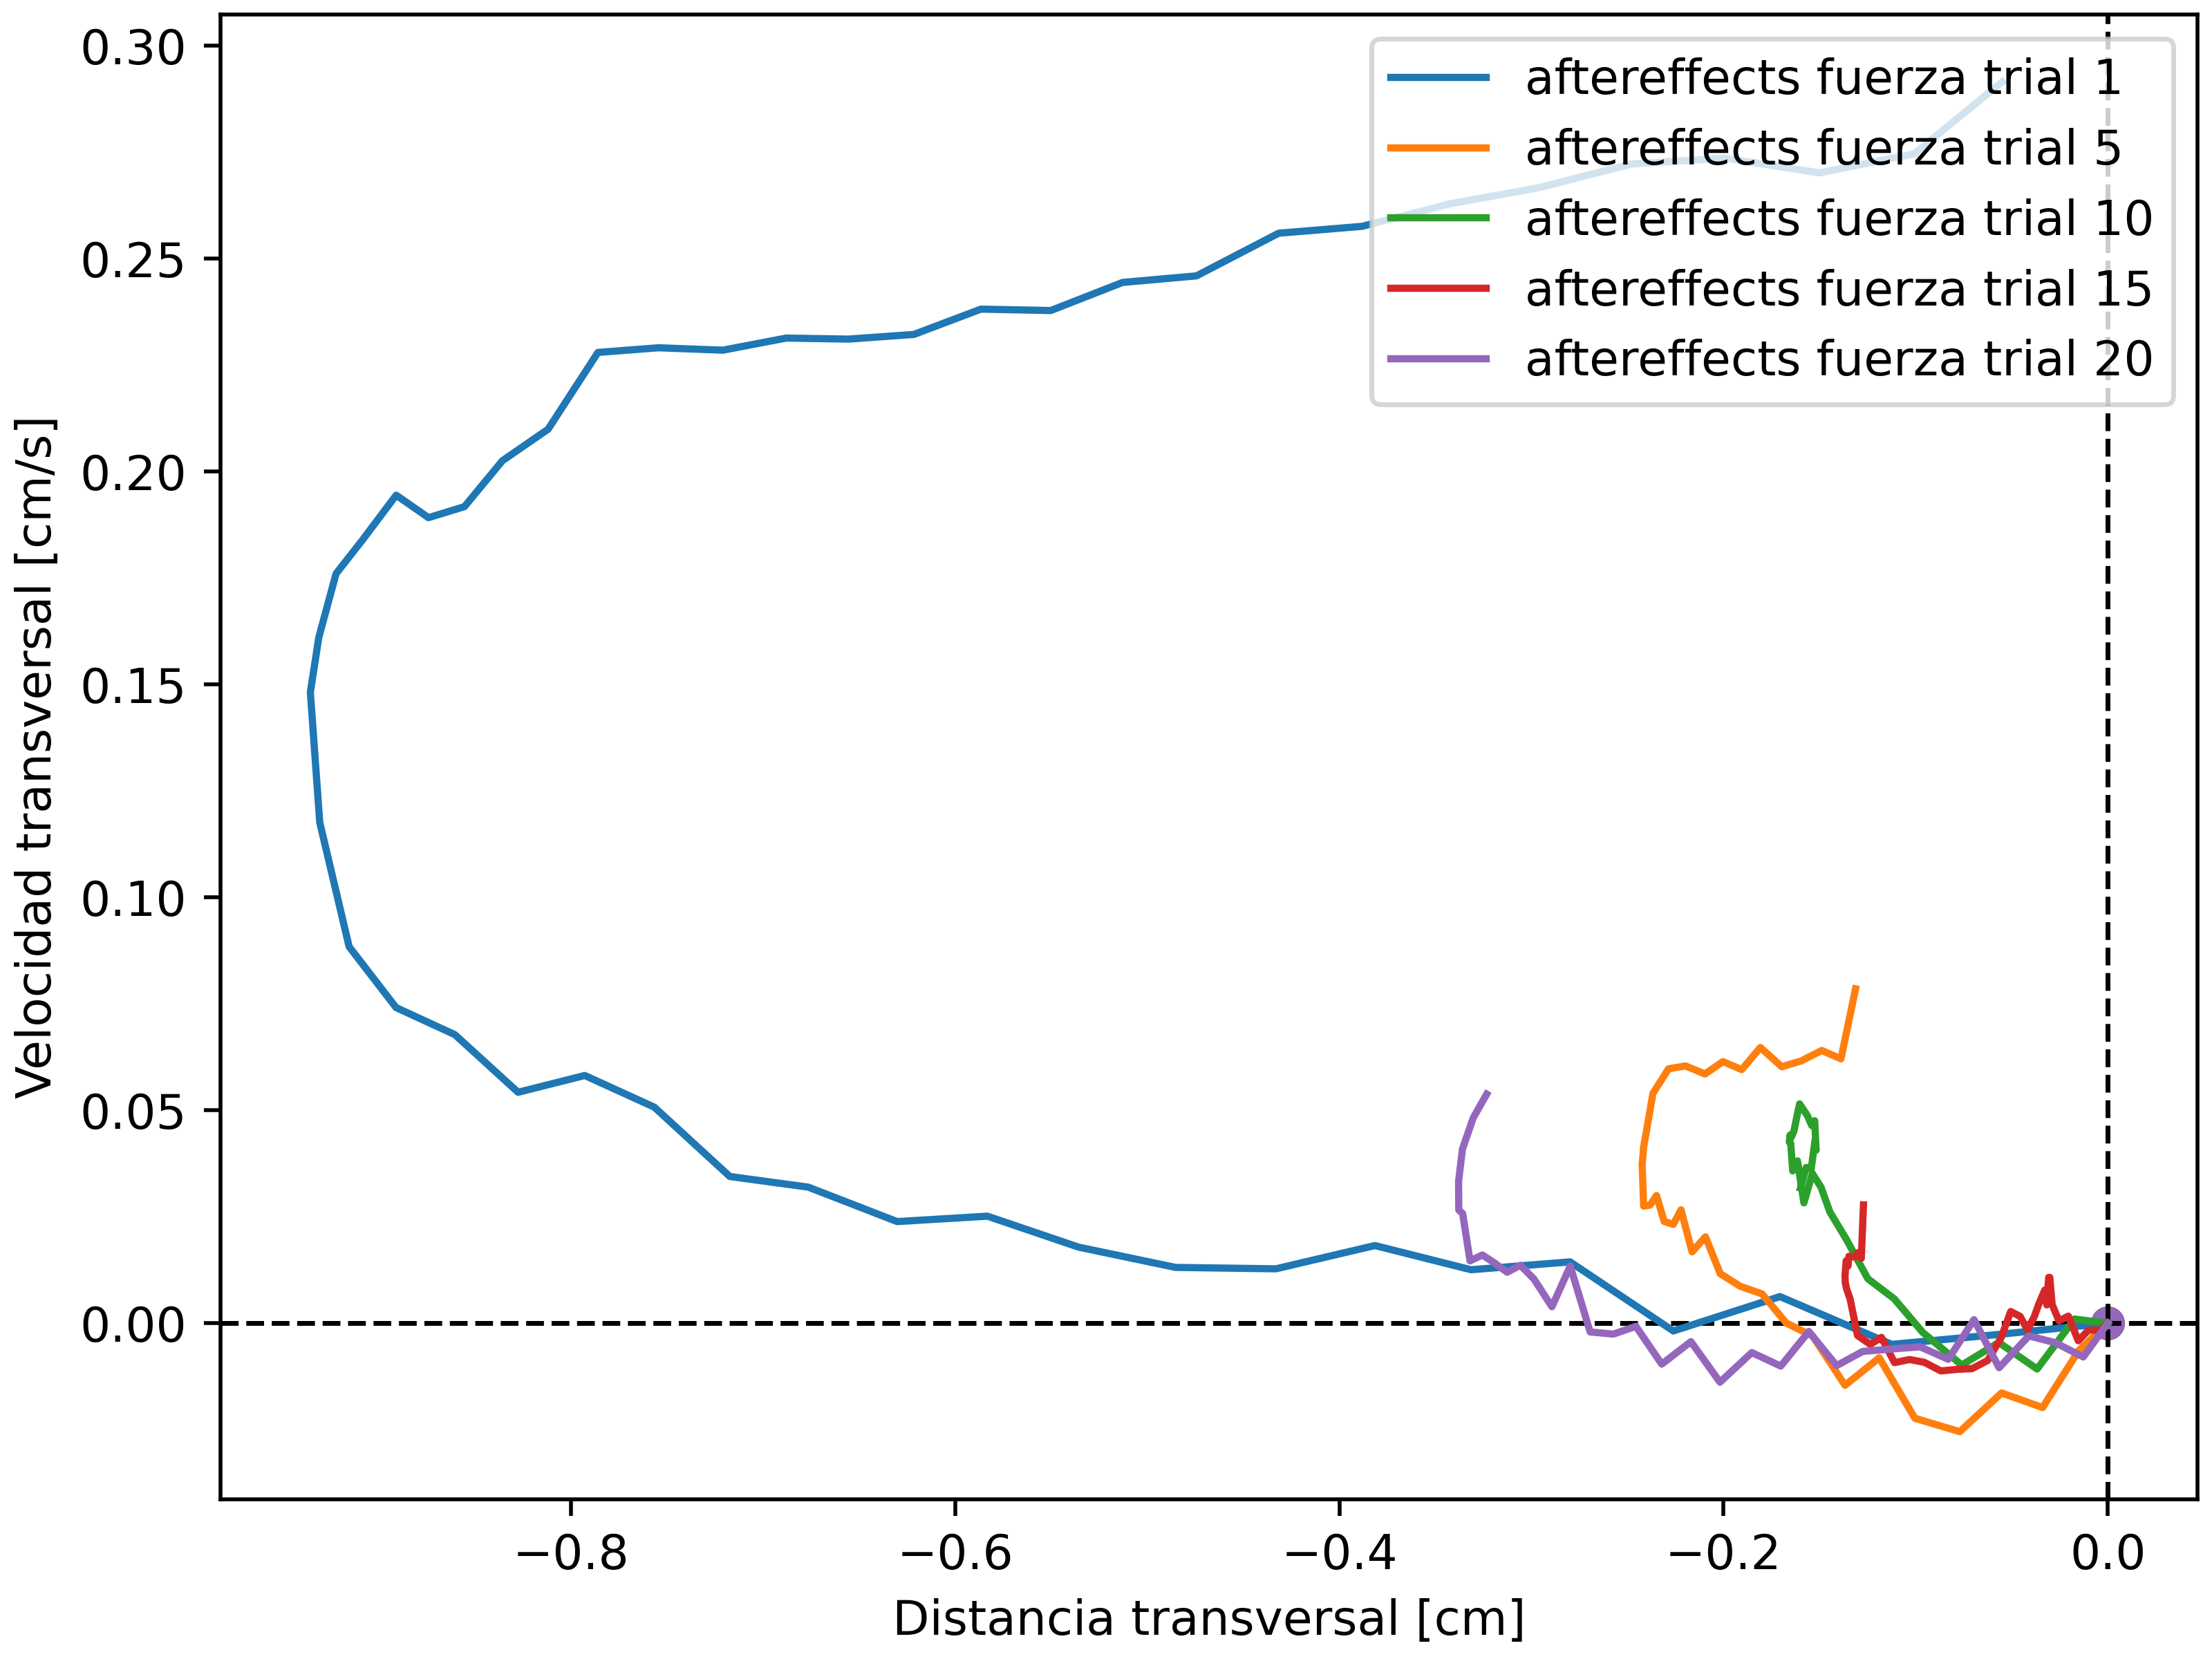 0.30
0.25
0.20
0.15
0.10
0.05
0.00
Velocidad transversal [cm/s]
aftereffects fuerza trial 1
aftereffects fuerza trial 5
aftereffects fuerza trial 10
aftereffects fuerza trial 15
aftereffects fuerza trial 20
−0.8 −0.6 −0.4 −0.2 0.0
Distancia transversal [cm]